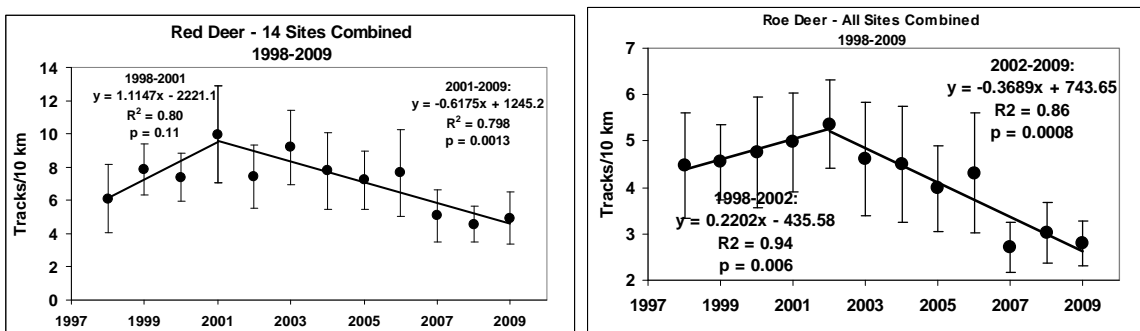 Red Deer - 14 Sites Combined
1998-2009
Tracks/10 km
14
12
10
8
6
4
2
0
1998-2001
y = 1.1147x - 2221.1
R² = 0.80
p = 0.11
2001-2009:
y = -0.6175x + 1245.2
R² = 0.798
p = 0.0013
1997 1999 2001 2003 2005 2007 2009
Roe Deer - All Sites Combined
1998-2009
Tracks/10 km
7
6
5
4
3
2
2002-2009:
y = -0.3689x + 743.65
R2 = 0.86
p = 0.0008
1998-2002:
y = 0.2202x - 435.58
R2 = 0.94
p = 0.006
1997 1999 2001 2003 2005 2007 2009